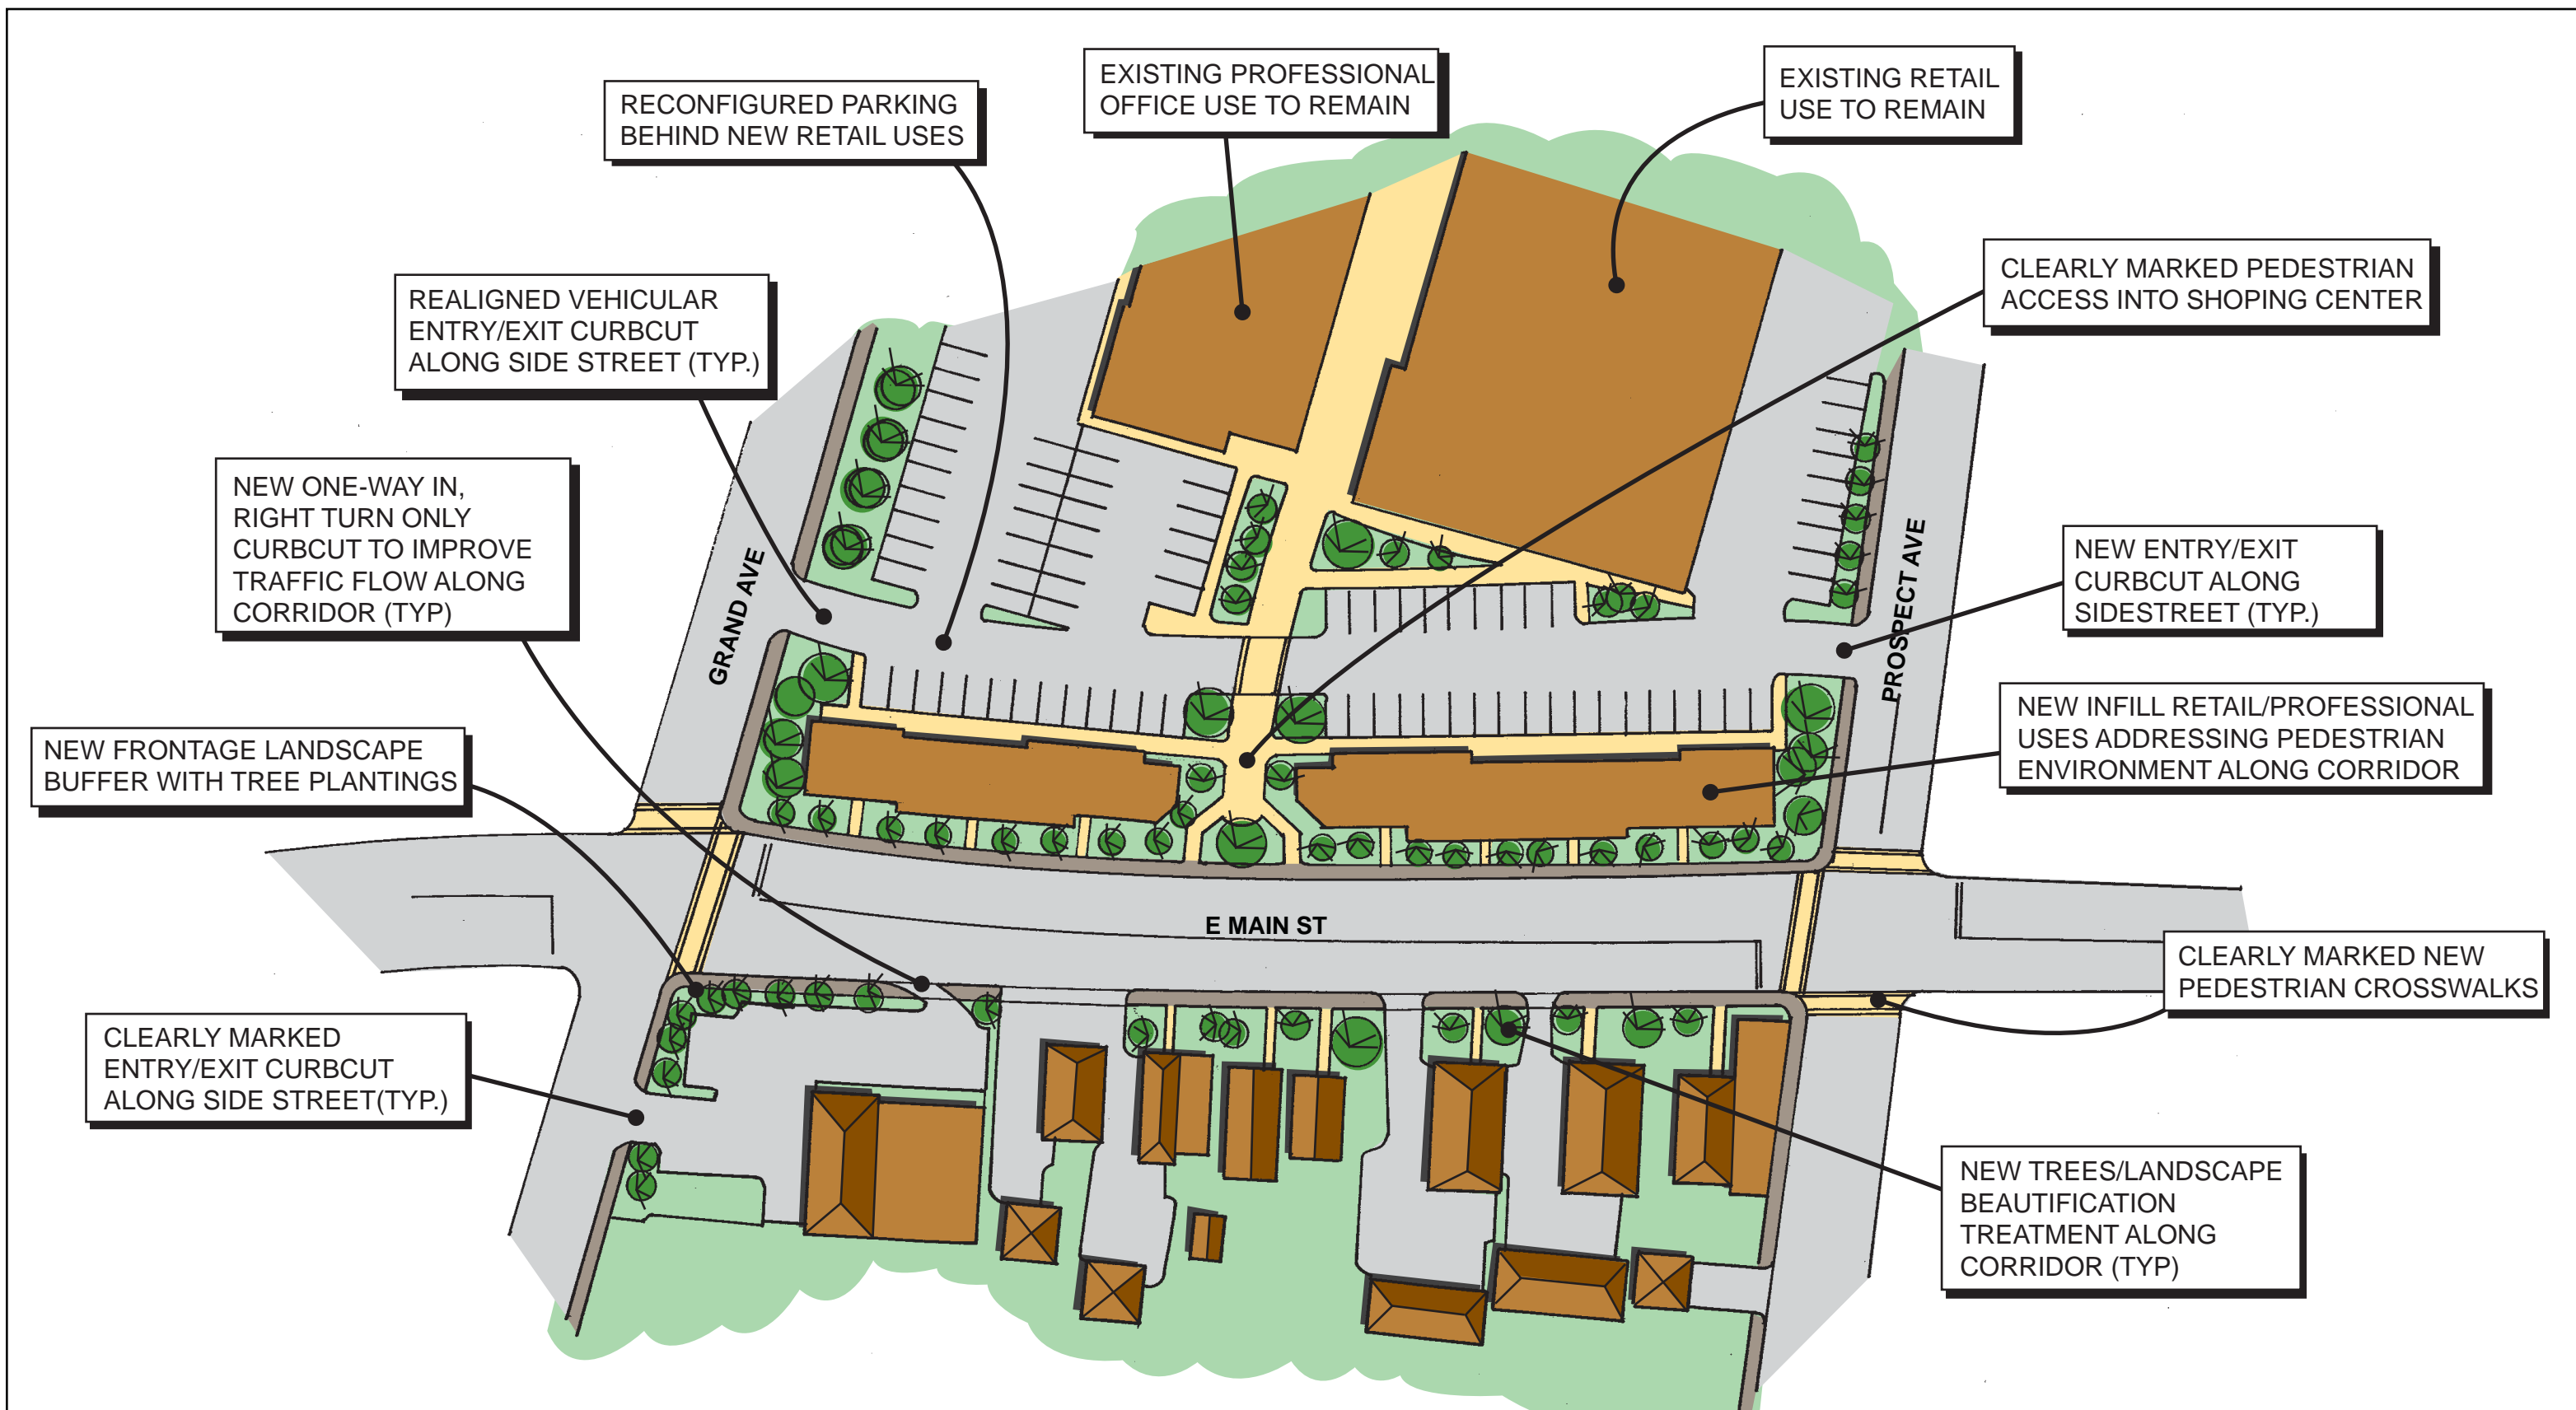 EXISTING PROFESSIONAL
OFFICE USE TO REMAIN
EXISTING RETAIL
USE TO REMAIN
RECONFIGURED PARKING
BEHIND NEW RETAIL USES
CLEARLY MARKED PEDESTRIAN
ACCESS INTO SHOPING CENTER
REALIGNED VEHICULAR
ENTRY/EXIT CURBCUT
ALONG SIDE STREET (TYP.)
NEW ONE-WAY IN,
RIGHT TURN ONLY
CURBCUT TO IMPROVE
TRAFFIC FLOW ALONG
CORRIDOR (TYP)
GRAND AVE
PROSPECT AVE
NEW ENTRY/EXIT
CURBCUT ALONG
SIDESTREET (TYP.)
NEW INFILL RETAIL/PROFESSIONAL
USES ADDRESSING PEDESTRIAN
ENVIRONMENT ALONG CORRIDOR
NEW FRONTAGE LANDSCAPE
BUFFER WITH TREE PLANTINGS
E MAIN ST
CLEARLY MARKED NEW
PEDESTRIAN CROSSWALKS
CLEARLY MARKED
ENTRY/EXIT CURBCUT
ALONG SIDE STREET(TYP.)
NEW TREES/LANDSCAPE
BEAUTIFICATION
TREATMENT ALONG
CORRIDOR (TYP)